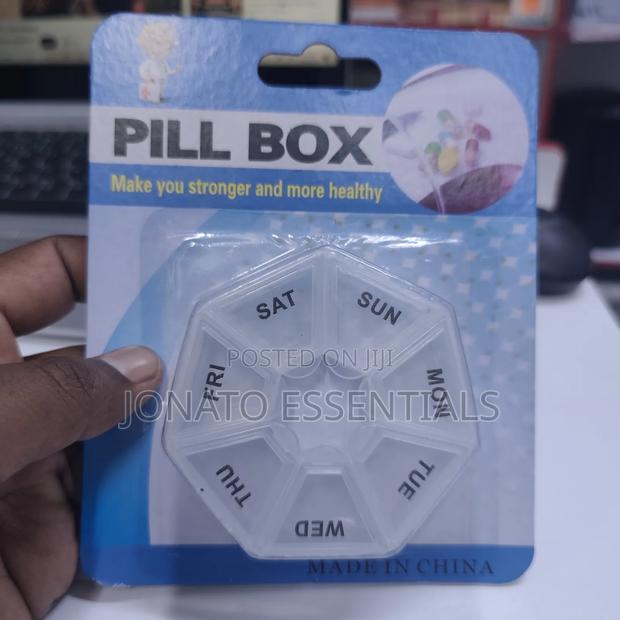 PILL BOX
Make you stronger and more healthy
SAT
SUN
FRI
POSTED ON JIJI
MON
JONATO ESSENTIALS
THU
TUE
WED
MADE IN CHINA